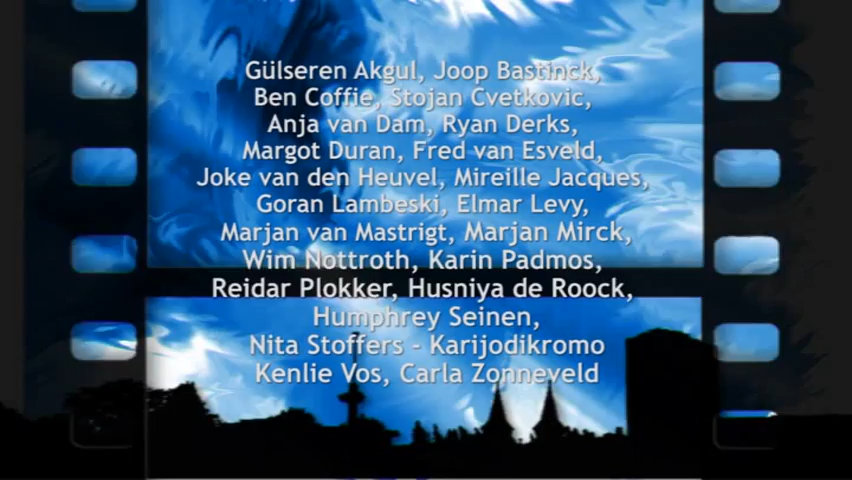 Gülseren Akgul, Joop Bastinck,
Ben Coffie, Stojan Cvetkovic,
Anja van Dam, Ryan Derks,
Margot Duran, Fred van Esveld,
Joke van den Heuvel, Mireille Jacques,
Goran Lambeski, Elmar Levy,
Marjan van Mastrigt, Marjan Mirck,
Wim Nottroth, Karin Padmos,
Reidar Plokker, Husniya de Roock,
Humphrey Seinen,
Nita Stoffers - Karijodikromo
Kenlie Vos, Carla Zonneveld